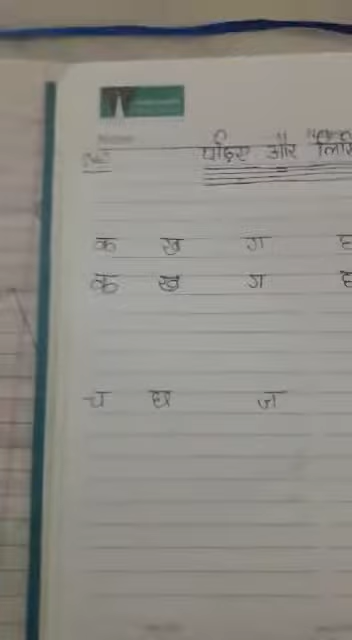 पढ़िए और
क ख ग घ
क ख ग घ
च छ ज